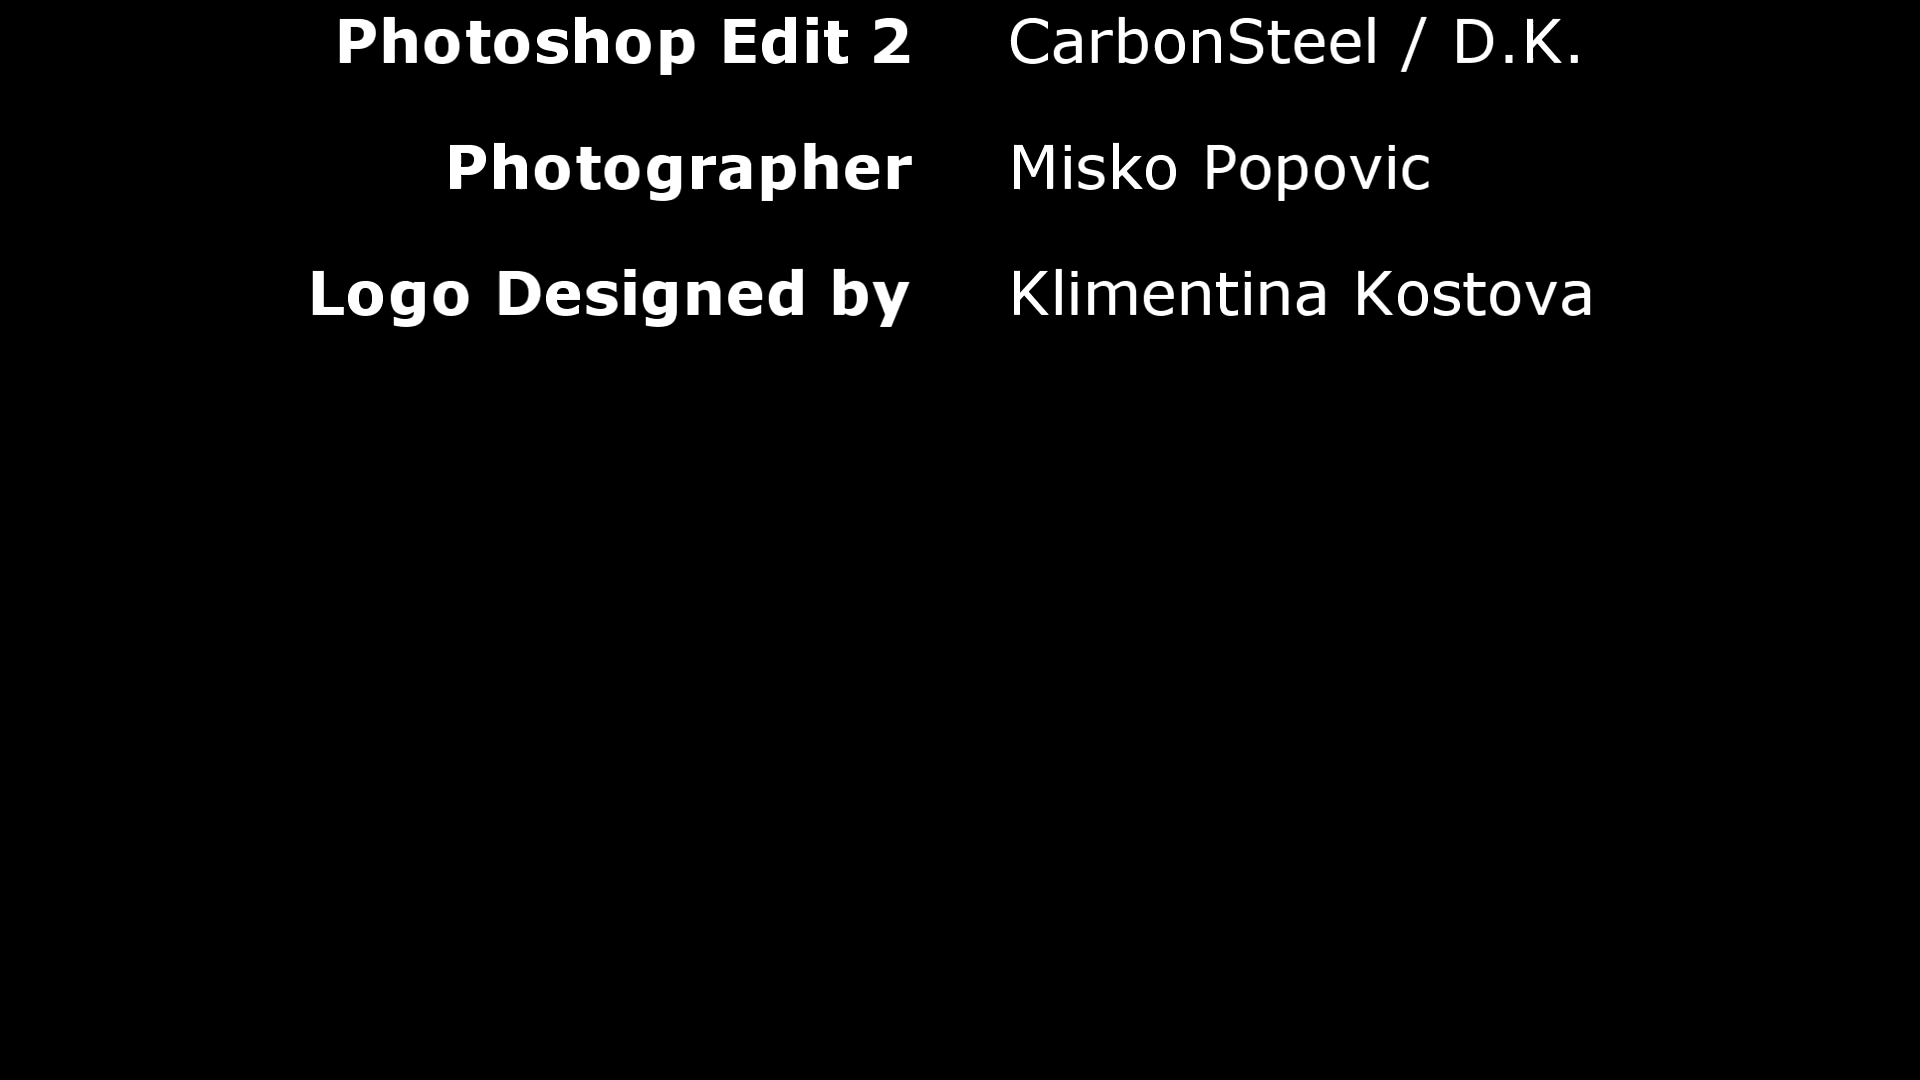 Photoshop Edit 2 CarbonSteel / D.K.
Photographer Misko Popovic
Logo Designed by Klimentina Kostova